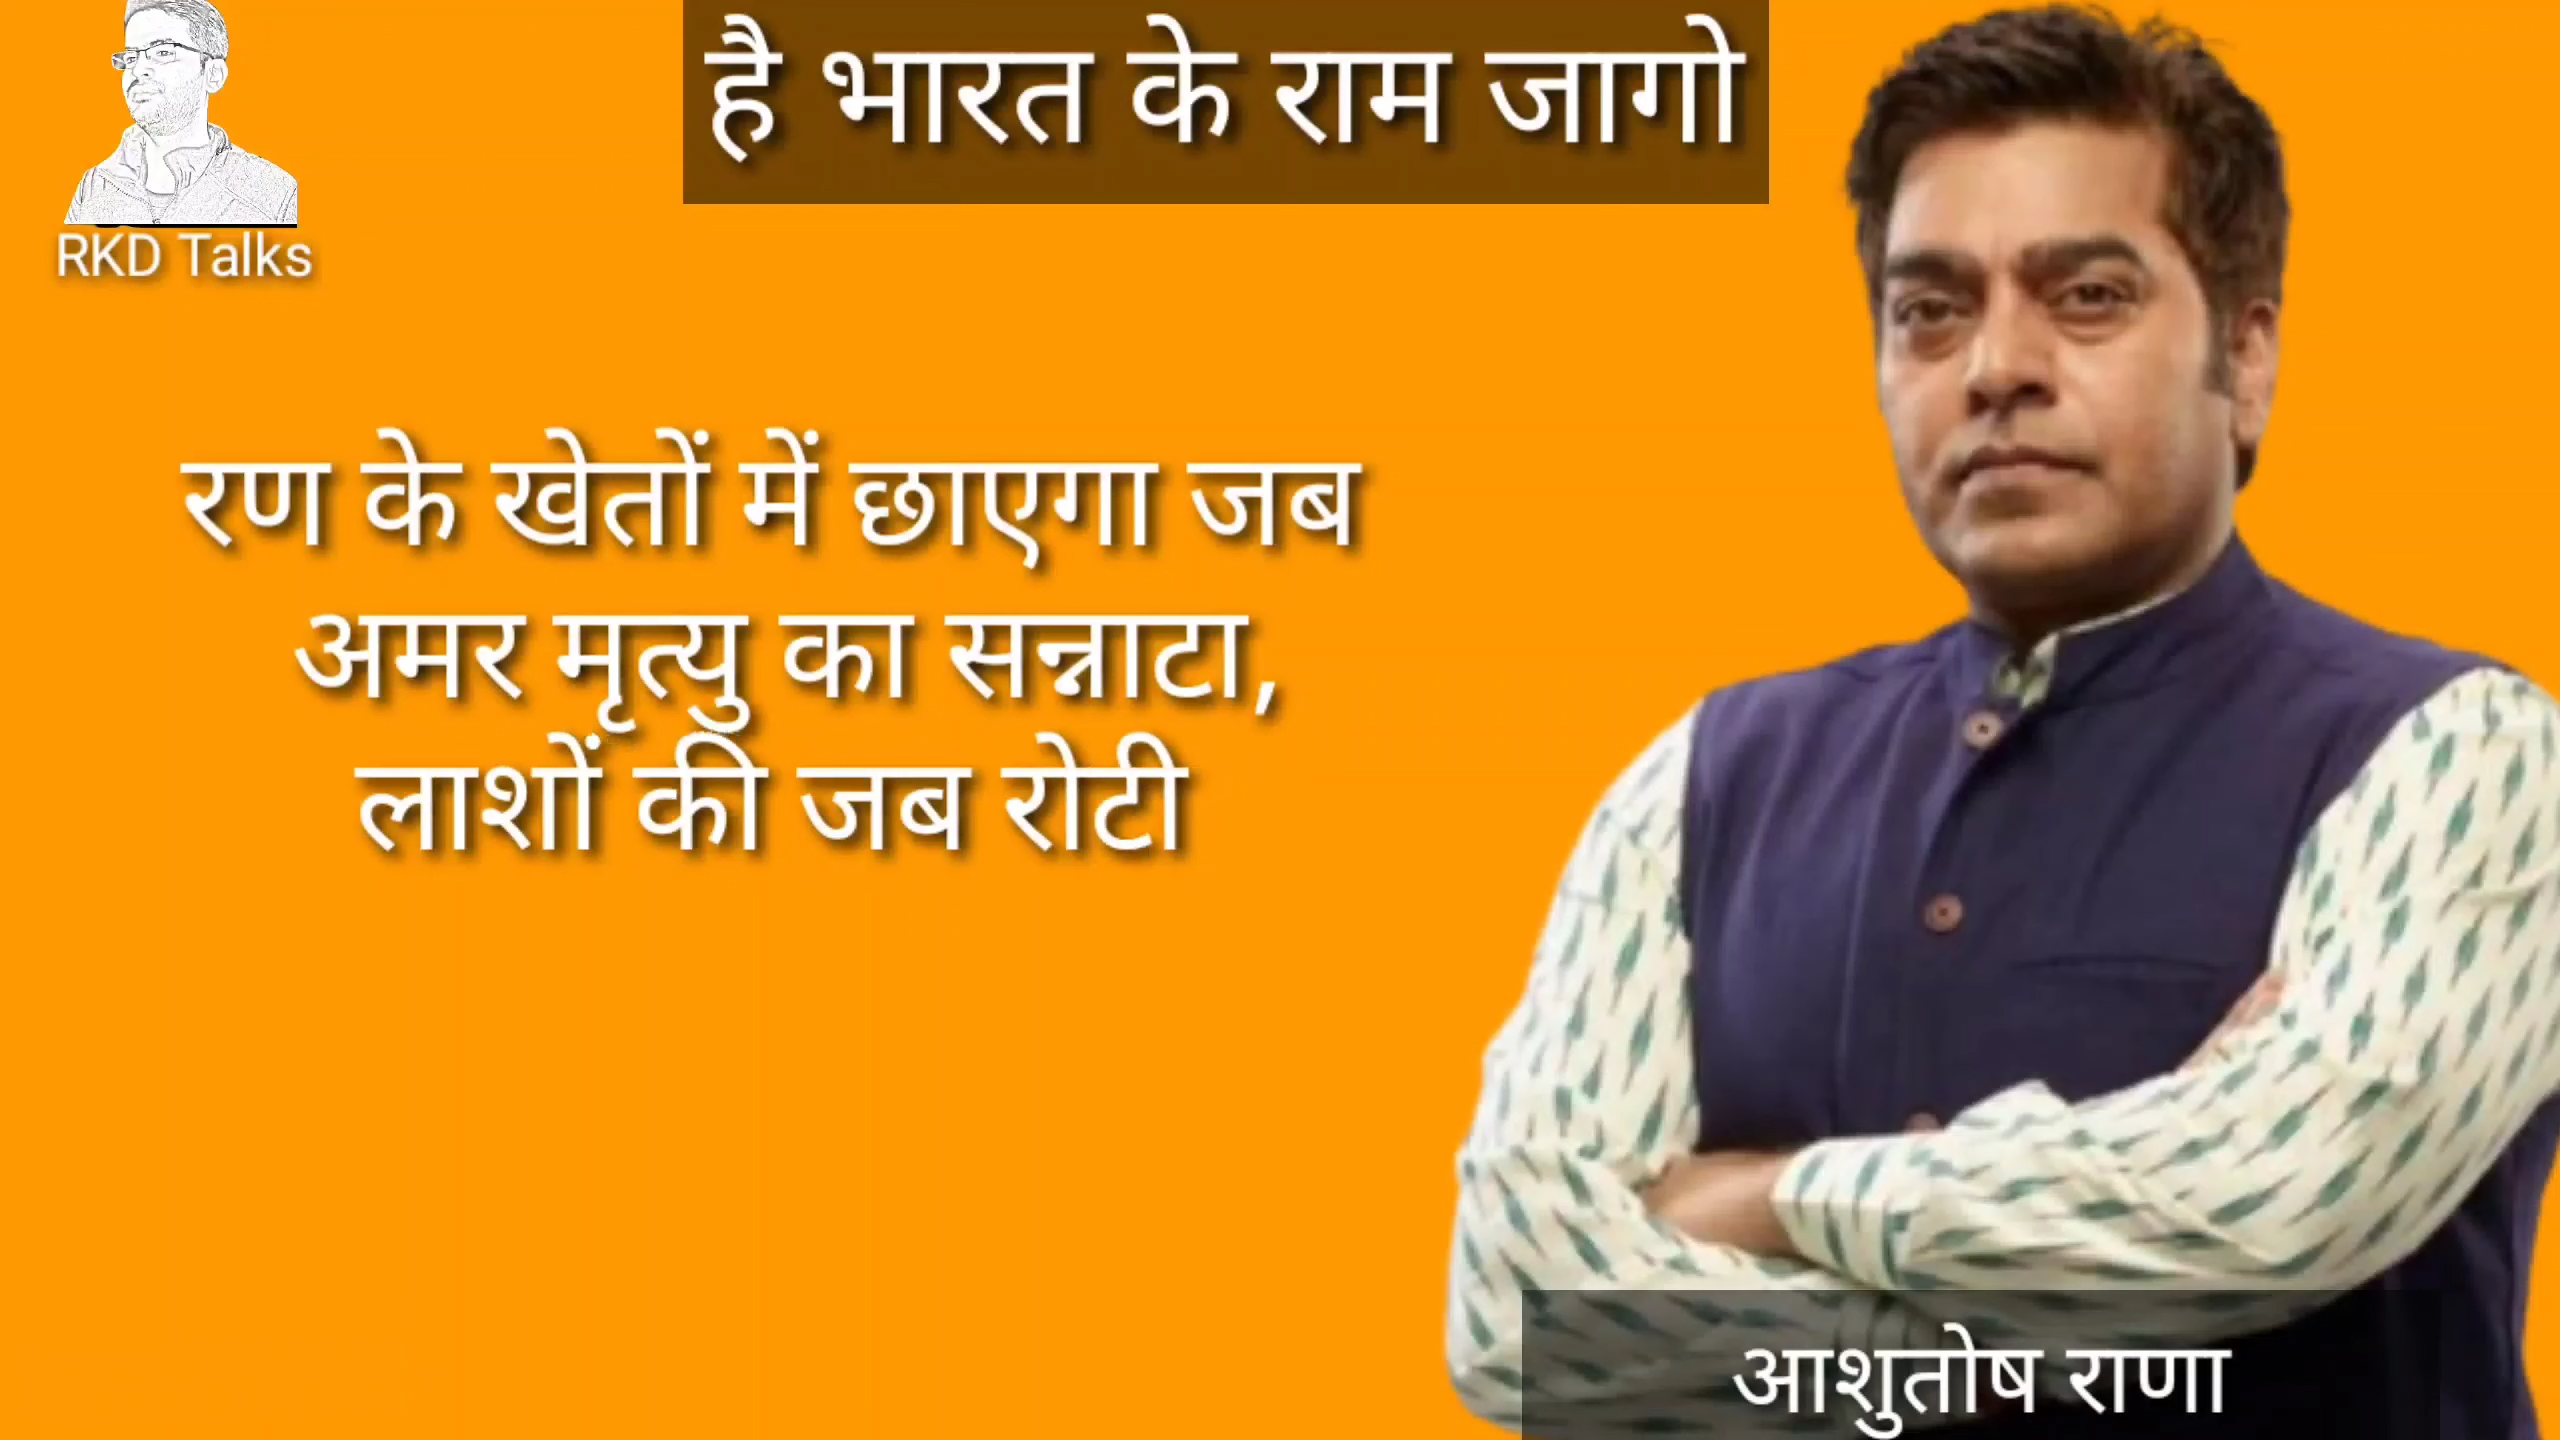 है भारत के राम जागो
RKD Talks
रण के खेतों में छाएगा जब
अमर मृत्यु का सन्नाटा,
लाशों की जब रोटी
आशुतोष राणा